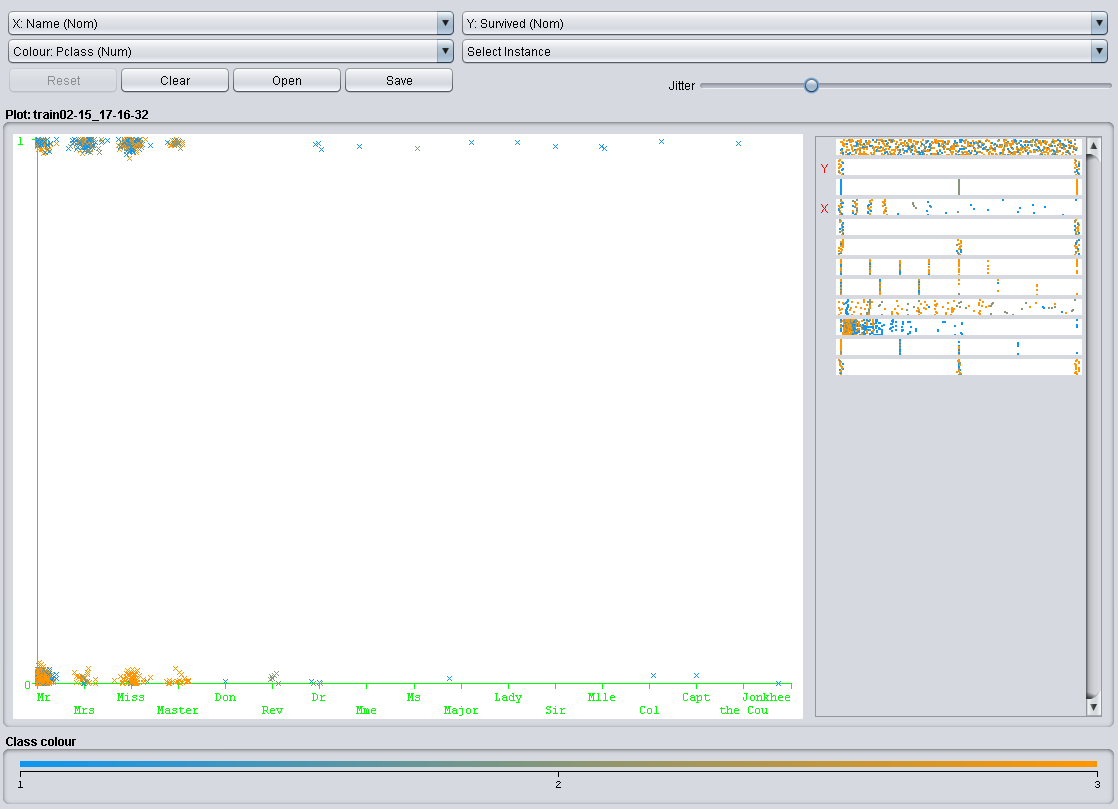 X: Name (Nom) Y: Survived (Nom)
Colour: Pclass (Num) Select Instance
Reset Clear Open Save Jitter
Plot: train02-15_17-16-32
1
Y
X
0
Mr Miss Don Dr Ms Lady Mlle Capt Jonkhee
Mrs Master Rev Mme Major Sir Col the Cou
Class colour
1 2 3